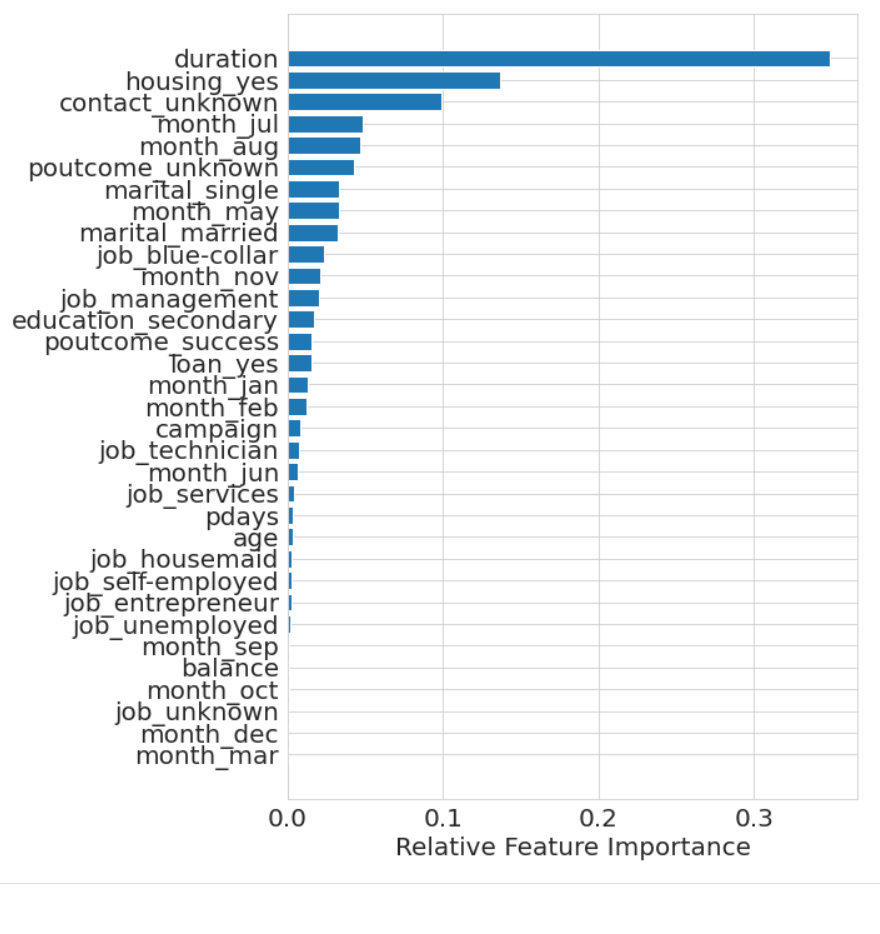 duration
housing_yes
contact_unknown
month_jul
month_aug
poutcome_unknown
marital_single
month_may
marital_married
job_blue-collar
month_nov
job_management
education_secondary
poutcome_success
loan_yes
month_jan
month_feb
campaign
job_technician
month_jun
job_services
pdays
age
job_housemaid
job_self-employed
job_entrepreneur
job_unemployed
month_sep
balance
month_oct
job_unknown
month_dec
month_mar
0.0 0.1 0.2 0.3
Relative Feature Importance